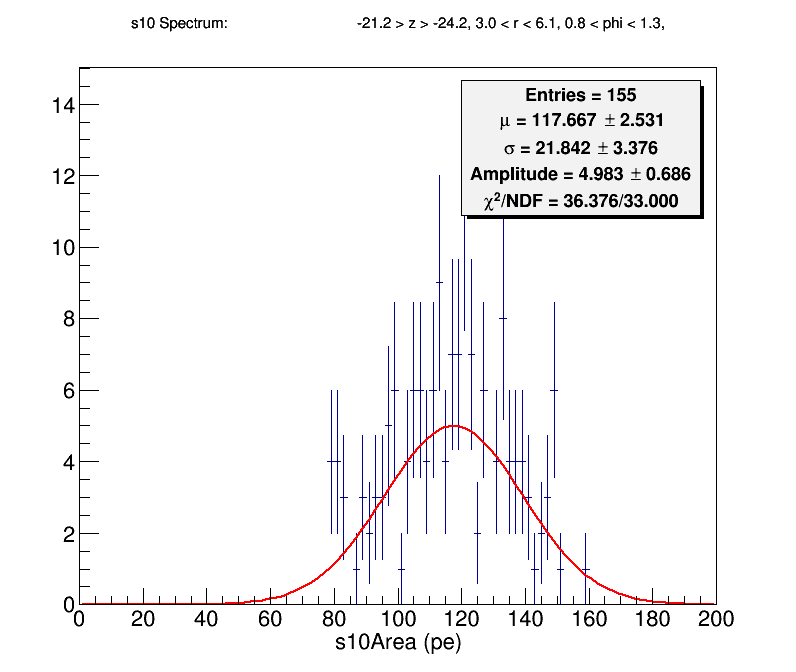 s10 Spectrum: -21.2 > z > -24.2, 3.0 < r < 6.1, 0.8 < phi < 1.3,
Entries = 155
μ = 117.667 ± 2.531
σ = 21.842 ± 3.376
Amplitude = 4.983 ± 0.686
χ²/NDF = 36.376/33.000
14
12
10
8
6
4
2
0
0 20 40 60 80 100 120 140 160 180 200
s10Area (pe)